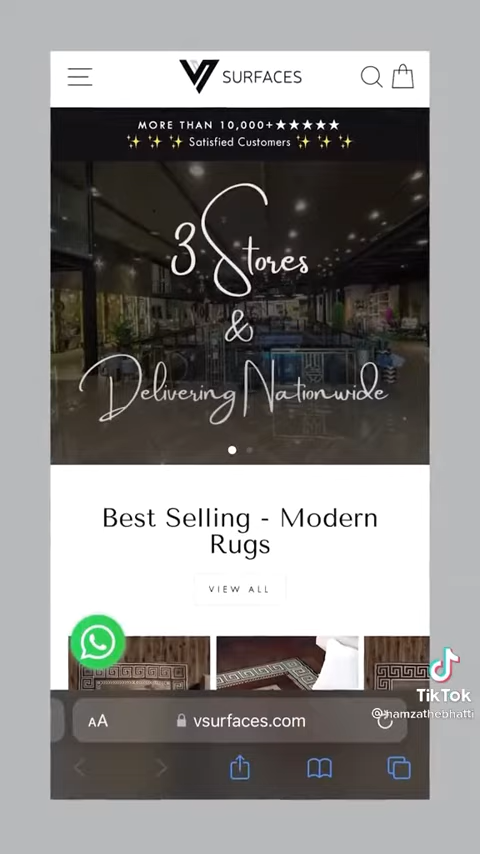 SURFACES
MORE THAN 10,000+★★★★★
✨ ✨ ✨ Satisfied Customers ✨ ✨ ✨
3 Stores
&
Delivering Nationwide
Best Selling - Modern
Rugs
VIEW ALL
TikTok
@hamzathebhatti
AA
vsurfaces.com